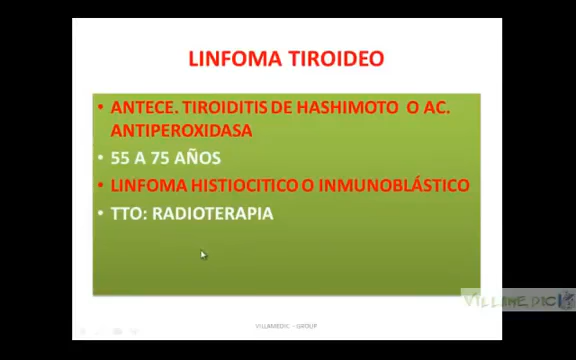 LINFOMA TIROIDEO
• ANTECE. TIROIDITIS DE HASHIMOTO O AC.
ANTIPEROXIDASA
• 55 A 75 AÑOS
• LINFOMA HISTIOCITICO O INMUNOBLÁSTICO
• TTO: RADIOTERAPIA
VILLAMEDIC
VILLAMEDIC - GROUP